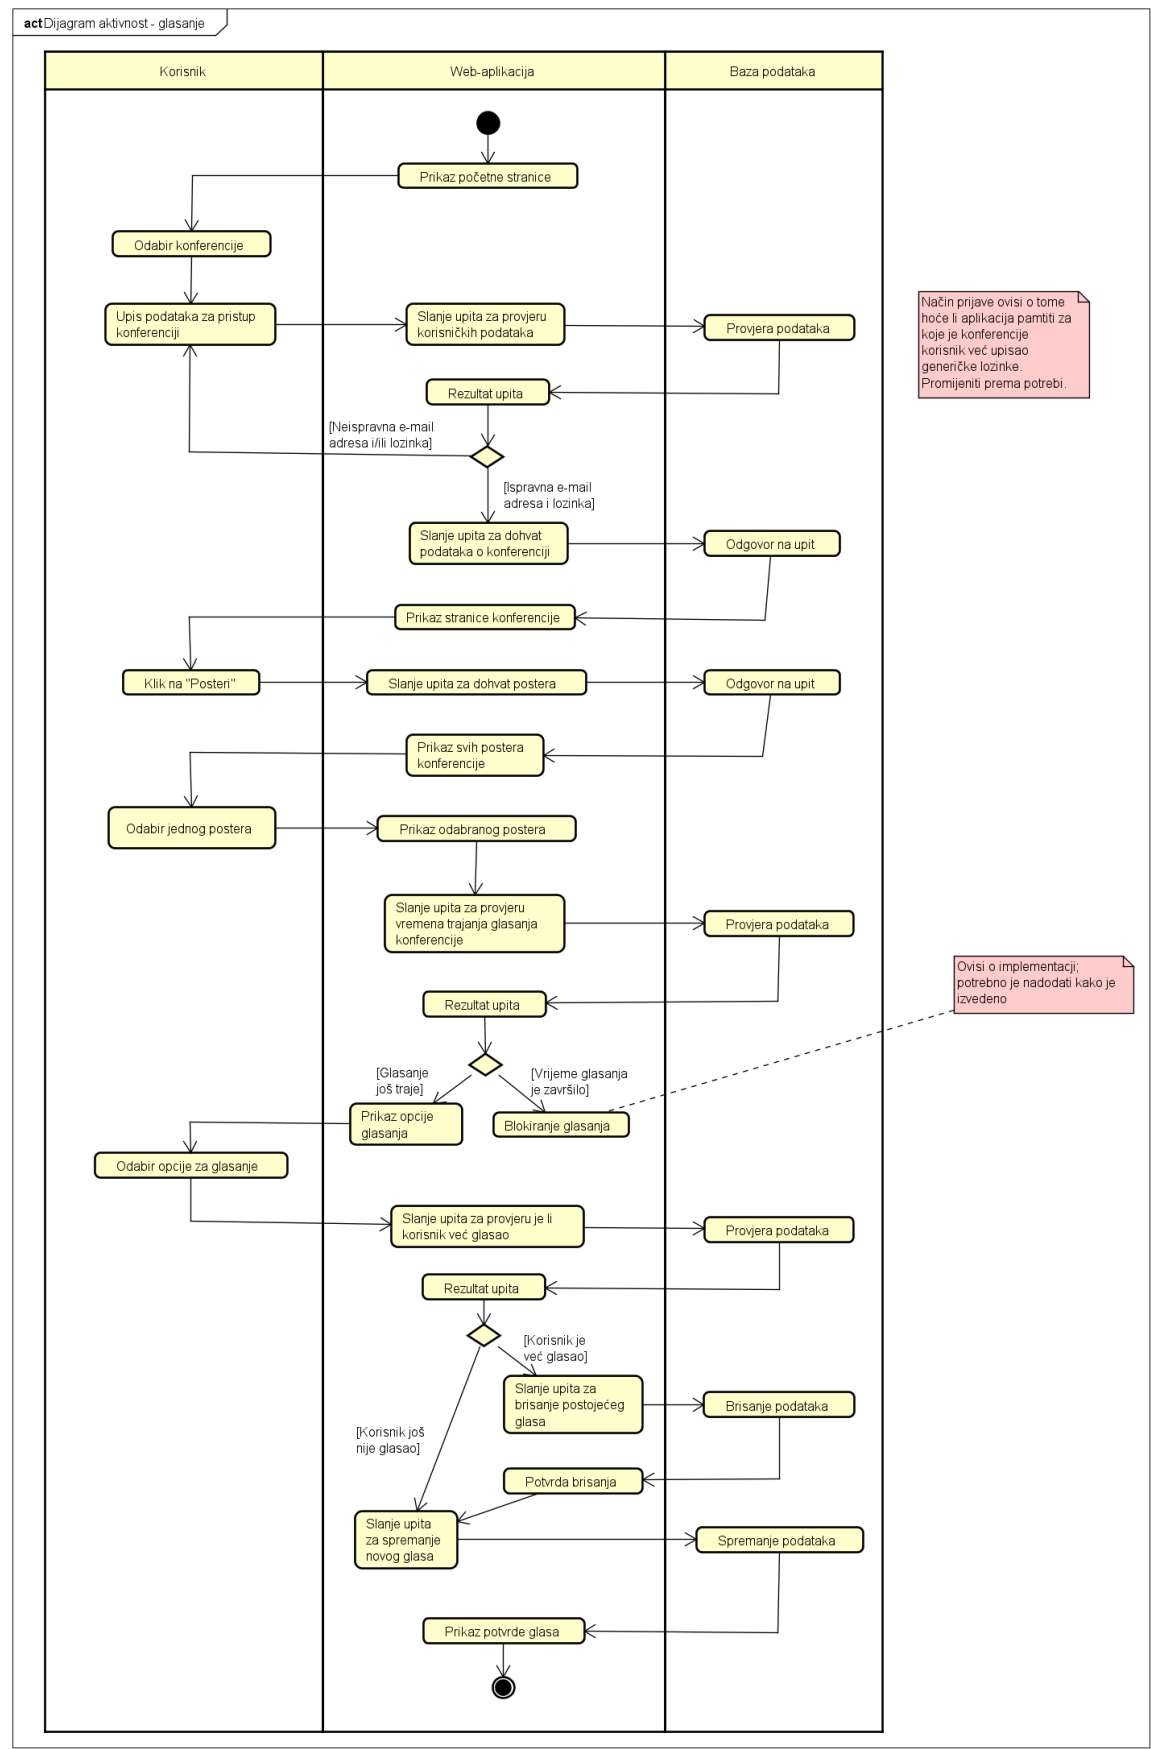 act Dijagram aktivnost - glasanje
Korisnik
Web-aplikacija
Baza podataka
Prikaz početne stranice
Odabir konferencije
Upis podataka za pristup
konferenciji
Slanje upita za provjeru
korisničkih podataka
Provjera podataka
Način prijave ovisi o tome
hoće li aplikacija pamtiti za
koje je konferencije
korisnik već upisao
generičke lozinke.
Promijeniti prema potrebi.
Rezultat upita
[Neispravna e-mail
adresa i/ili lozinka]
[Ispravna e-mail
adresa i lozinka]
Slanje upita za dohvat
podataka o konferenciji
Odgovor na upit
Prikaz stranice konferencije
Klik na "Posteri"
Slanje upita za dohvat postera
Odgovor na upit
Prikaz svih postera
konferencije
Odabir jednog postera
Prikaz odabranog postera
Slanje upita za provjeru
vremena trajanja glasanja
konferencije
Provjera podataka
Ovisi o implementacji;
potrebno je nadodati kako je
izvedeno
Rezultat upita
[Glasanje
još traje]
[Vrijeme glasanja
je završilo]
Prikaz opcije
glasanja
Blokiranje glasanja
Odabir opcije za glasanje
Slanje upita za provjeru je li
korisnik već glasao
Provjera podataka
Rezultat upita
[Korisnik je
već glasao]
Slanje upita za
brisanje postojećeg
glasa
Brisanje podataka
[Korisnik još
nije glasao]
Potvrda brisanja
Slanje upita
za spremanje
novog glasa
Spremanje podataka
Prikaz potvrde glasa